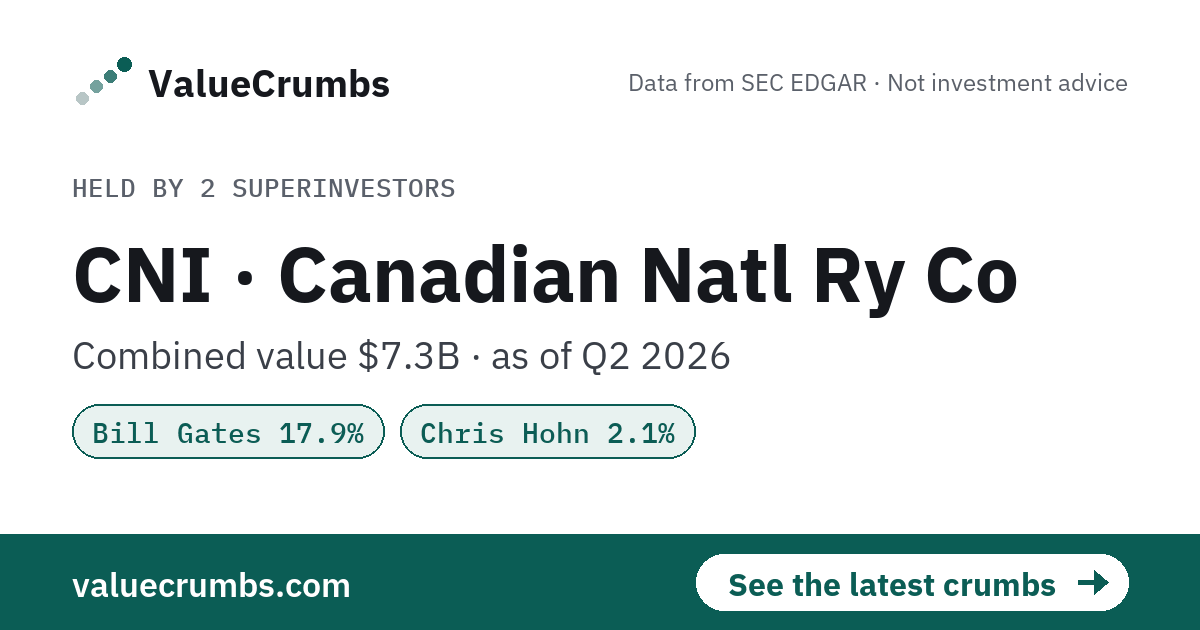 ValueCrumbs
Data from SEC EDGAR · Not investment advice
HELD BY 2 SUPERINVESTORS
CNI · Canadian Natl Ry Co
Combined value $7.3B · as of Q2 2026
Bill Gates 17.9%
Chris Hohn 2.1%
valuecrumbs.com
See the latest crumbs